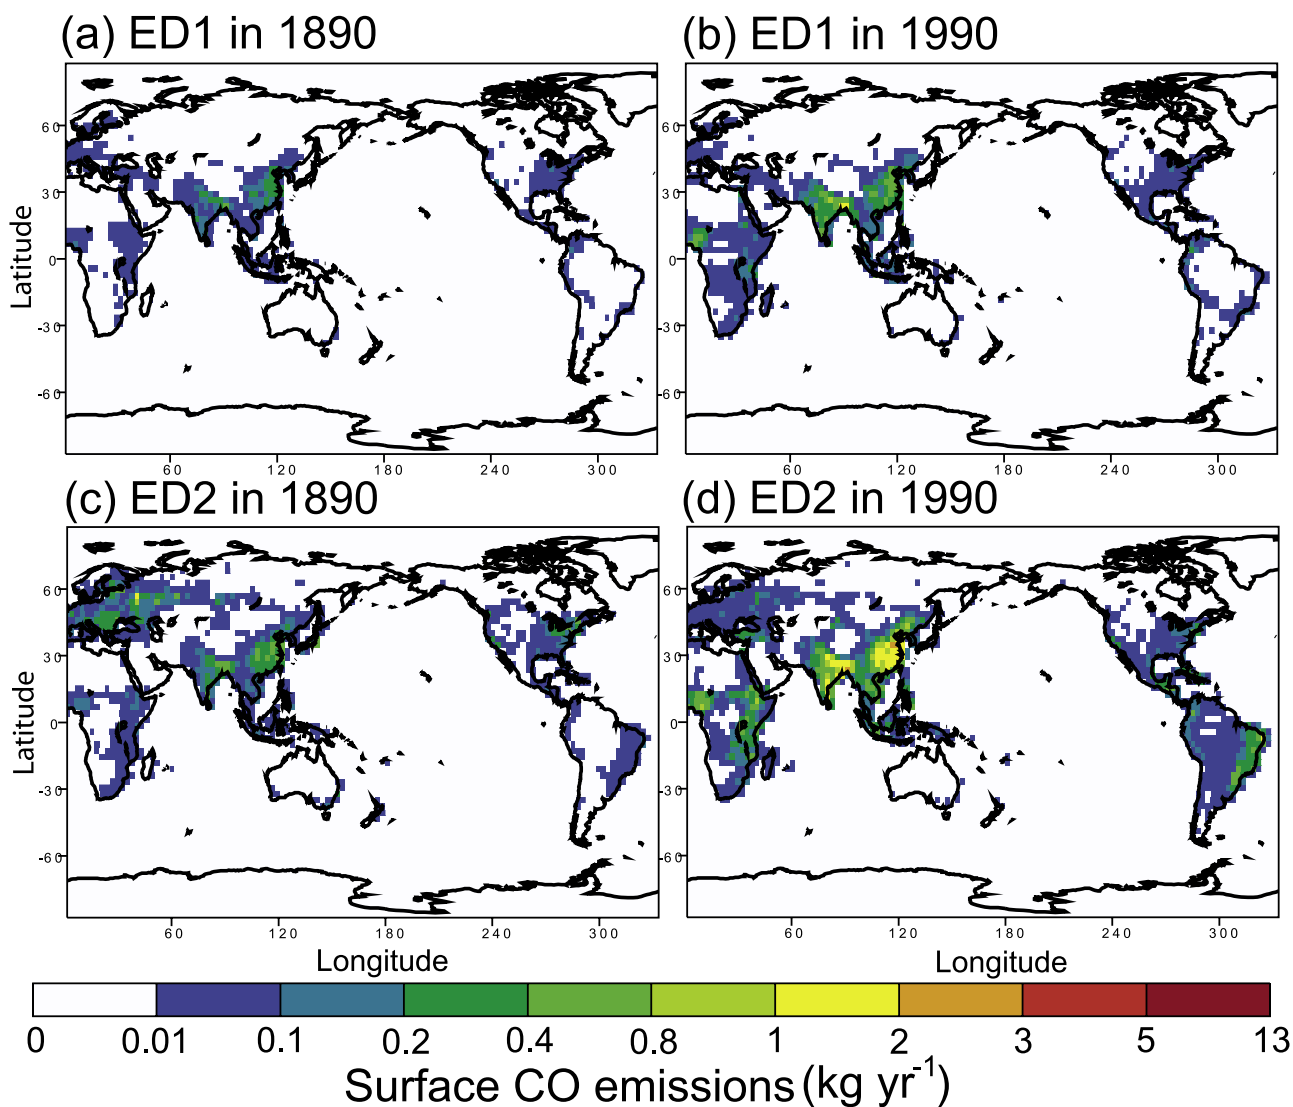 (a) ED1 in 1890
(b) ED1 in 1990
Latitude
60
30
0
-30
-60
60
30
0
-30
-60
60 120 180 240 300
60 120 180 240 300
(c) ED2 in 1890
(d) ED2 in 1990
Latitude
60
30
0
-30
-60
60
30
0
-30
-60
60 120 180 240 300
60 120 180 240 300
Longitude
Longitude
0 0.01 0.1 0.2 0.4 0.8 1 2 3 5 13
Surface CO emissions (kg yr⁻¹)